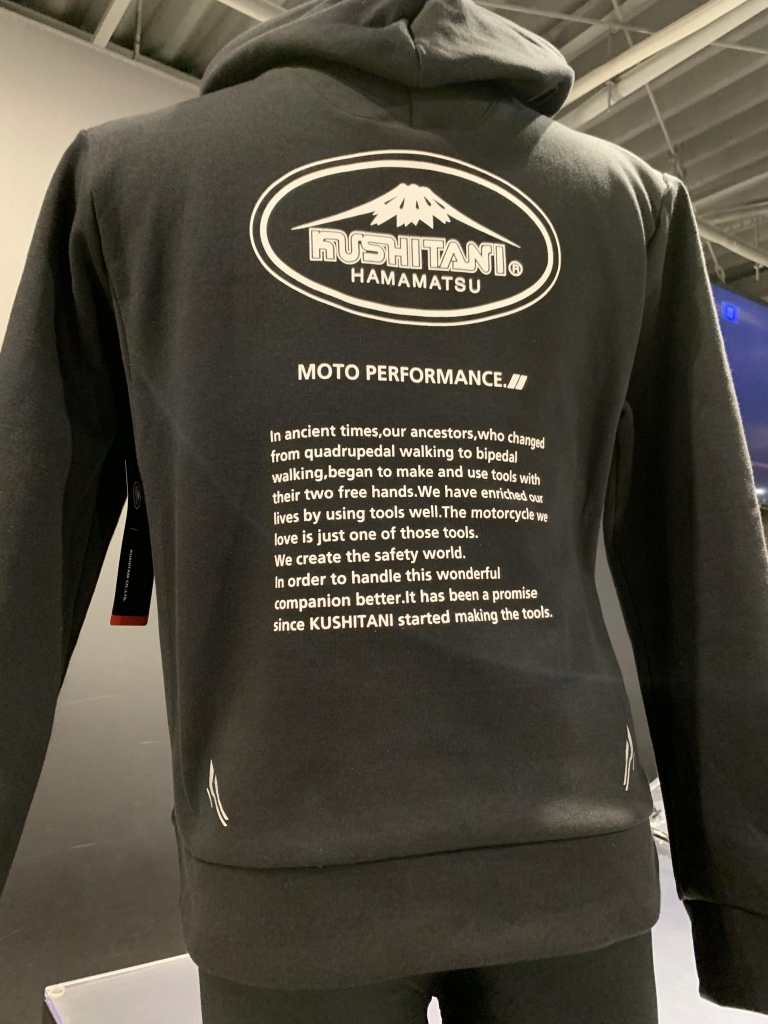 KUSHITANI®
HAMAMATSU
MOTO PERFORMANCE.
In ancient times,our ancestors,who changed
from quadrupedal walking to bipedal
walking,began to make and use tools with
their two free hands.We have enriched our
lives by using tools well.The motorcycle we
love is just one of those tools.
We create the safety world.
In order to handle this wonderful
companion better.It has been a promise
since KUSHITANI started making the tools.